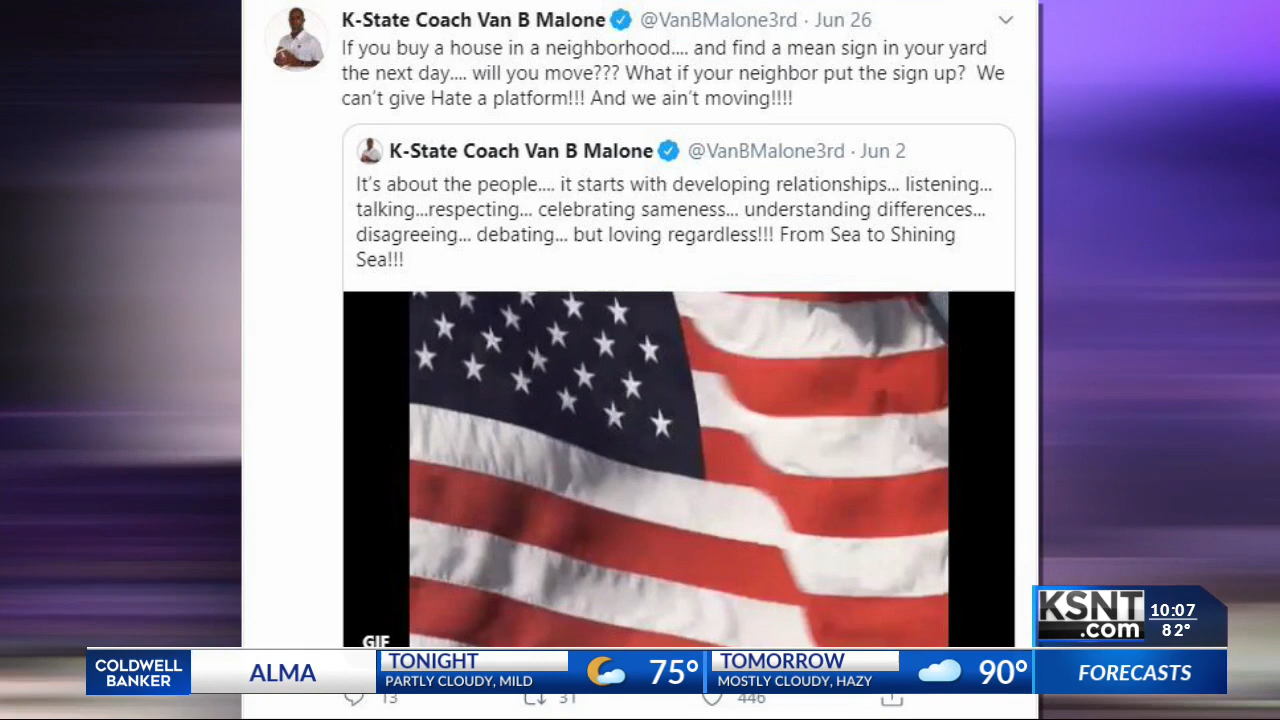 K-State Coach Van B Malone @VanBMalone3rd · Jun 26
If you buy a house in a neighborhood.... and find a mean sign in your yard
the next day.... will you move??? What if your neighbor put the sign up?  We
can't give Hate a platform!!! And we ain't moving!!!!
K-State Coach Van B Malone @VanBMalone3rd · Jun 2
It's about the people.... it starts with developing relationships... listening...
talking...respecting... celebrating sameness... understanding differences...
disagreeing... debating... but loving regardless!!! From Sea to Shining
Sea!!!
GIF
KSNT
.com
10:07
82°
COLDWELL
BANKER
ALMA
TONIGHT
PARTLY CLOUDY, MILD
75°
TOMORROW
MOSTLY CLOUDY, HAZY
90°
FORECASTS
13
31
446